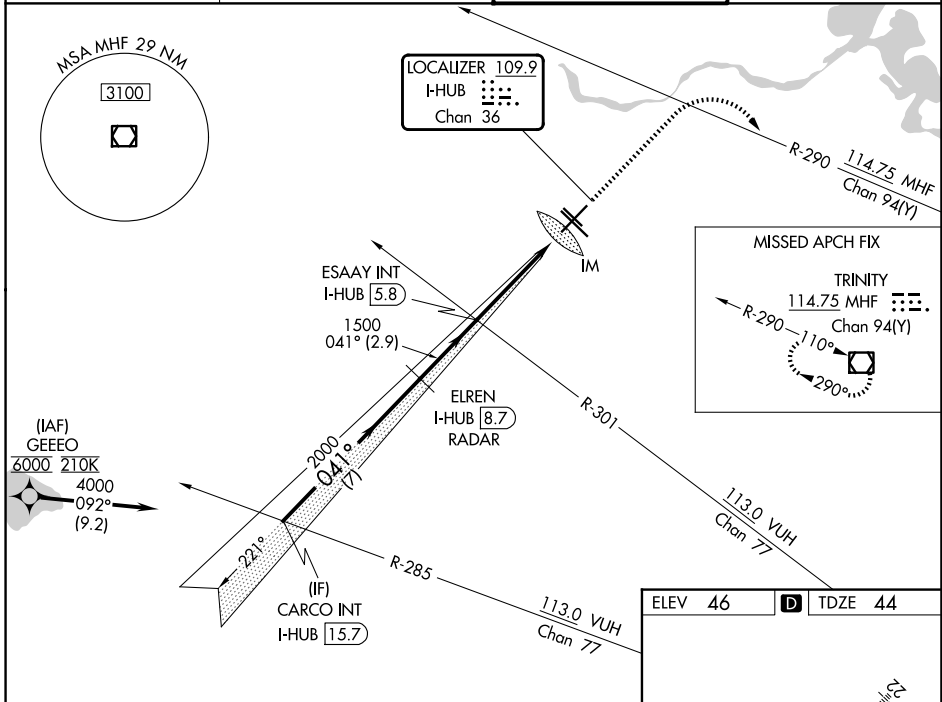 MSA MHF 29 NM
3100
LOCALIZER 109.9
I-HUB
Chan 36
R-290
114.75 MHF
Chan 94(Y)
MISSED APCH FIX
TRINITY
114.75 MHF
Chan 94(Y)
R-290
110°
290°
IM
ESAAY INT
I-HUB 5.8
1500
041° (2.9)
ELREN
I-HUB 8.7
RADAR
R-301
113.0 VUH
Chan 77
(IAF)
GEEEO
6000 210K
4000
092°
(9.2)
2000
041°
(7)
221°
(IF)
CARCO INT
I-HUB 15.7
R-285
113.0 VUH
Chan 77
ELEV 46 D TDZE 44
22